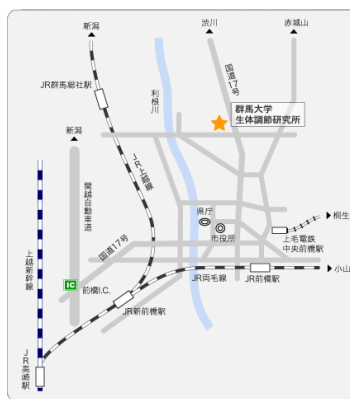 新潟
渋川
赤城山
JR群馬総社駅
利根川
国道17号
群馬大学
生体調節研究所
新潟
JR上越線
関越自動車道
県庁
市役所
桐生
上毛電鉄
中央前橋駅
国道17号
上越新幹線
IC
前橋I.C.
JR両毛線
JR前橋駅
小山
JR新前橋駅
JR高崎駅